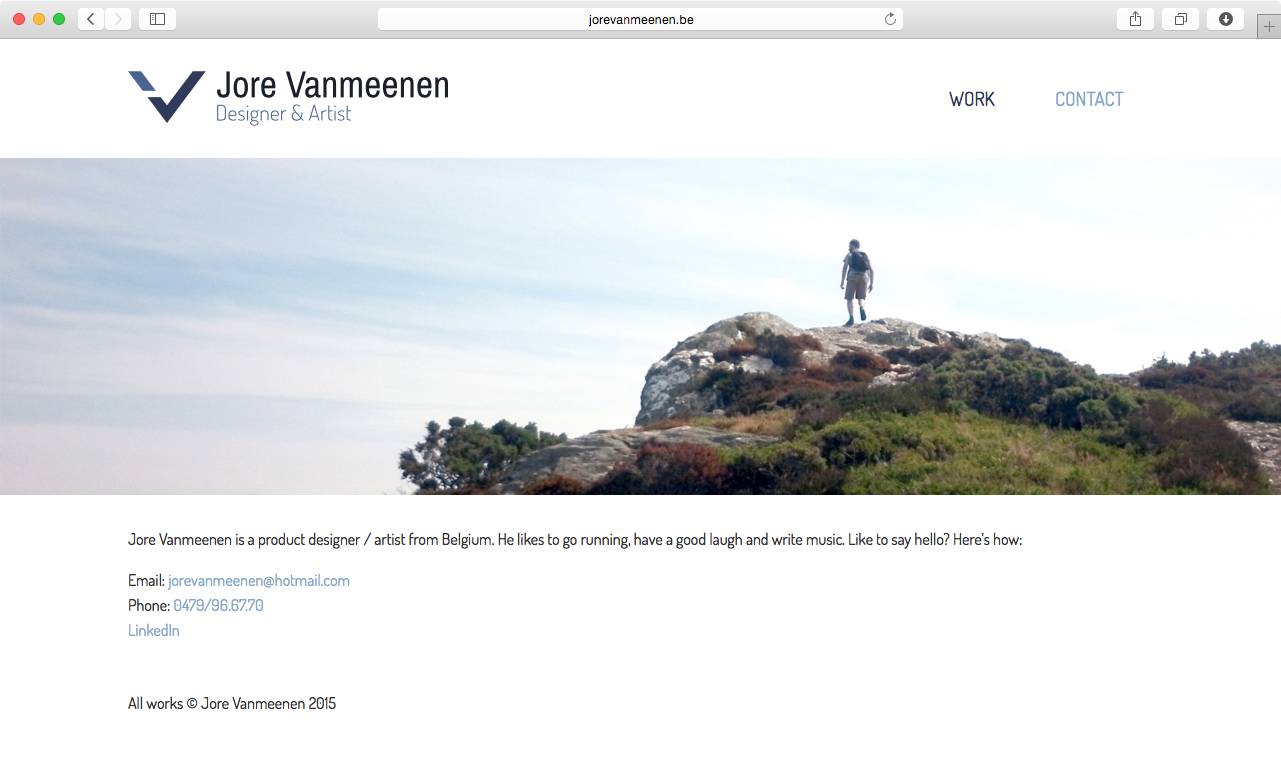 jorevanmeenen.be
Jore Vanmeenen
Designer & Artist
WORK
CONTACT
Jore Vanmeenen is a product designer / artist from Belgium. He likes to go running, have a good laugh and write music. Like to say hello? Here's how:
Email: jorevanmeenen@hotmail.com
Phone: 0479/96.67.70
LinkedIn
All works © Jore Vanmeenen 2015